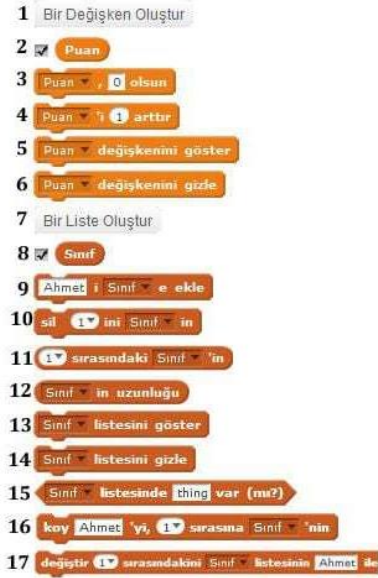 1 Bir Değişken Oluştur
2 Puan
3 Puan , 0 olsun
4 Puan 'i 1 arttır
5 Puan değişkenini göster
6 Puan değişkenini gizle
7 Bir Liste Oluştur
8 Sınıf
9 Ahmet i Sınıf e ekle
10 sil 1 ini Sınıf in
11 1 sırasındaki Sınıf 'in
12 Sınıf in uzunluğu
13 Sınıf listesini göster
14 Sınıf listesini gizle
15 Sınıf listesinde thing var (mı?)
16 koy Ahmet 'yi, 1 sırasına Sınıf 'nin
17 değiştir 1 sırasındakini Sınıf listesinin Ahmet ile